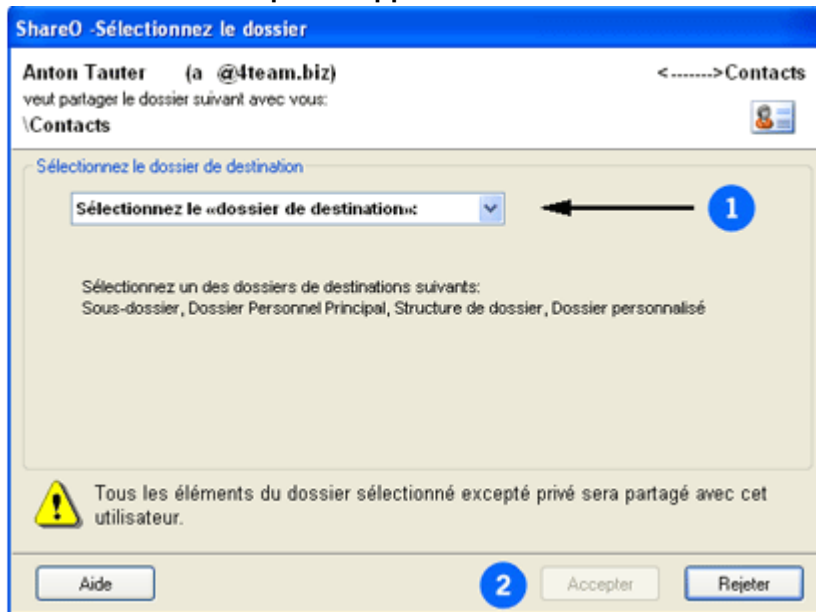 ShareO -Sélectionnez le dossier
Anton Tauter (a @4team.biz) <------->Contacts
veut partager le dossier suivant avec vous:
\Contacts
Sélectionnez le dossier de destination
Sélectionnez le «dossier de destination«:
1
Sélectionnez un des dossiers de destinations suivants:
Sous-dossier, Dossier Personnel Principal, Structure de dossier, Dossier personnalisé
Tous les éléments du dossier sélectionné excepté privé sera partagé avec cet
utilisateur.
Aide 2 Accepter Rejeter